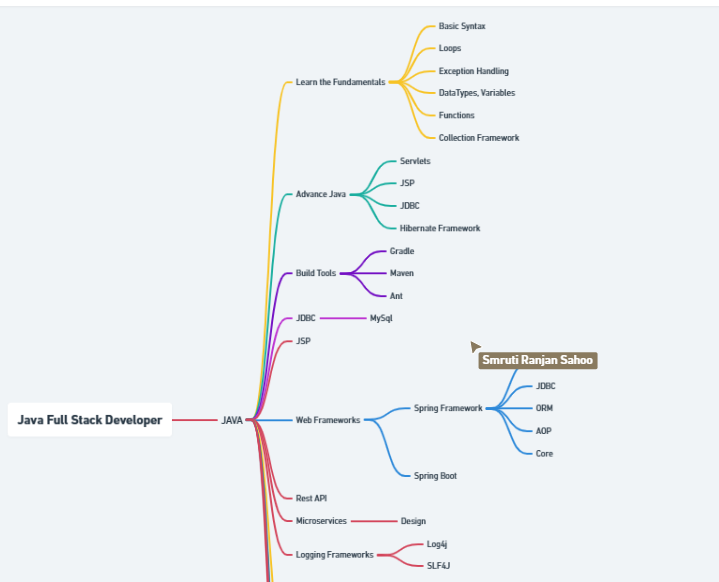 Basic Syntax
Loops
Learn the Fundamentals
Exception Handling
DataTypes, Variables
Functions
Collection Framework
Servlets
Advance Java
JSP
JDBC
Hibernate Framework
Gradle
Build Tools
Maven
Ant
JDBC
MySql
JSP
Smruti Ranjan Sahoo
JDBC
Java Full Stack Developer
JAVA
Web Frameworks
Spring Framework
ORM
AOP
Core
Spring Boot
Rest API
Microservices
Design
Logging Frameworks
Log4j
SLF4J